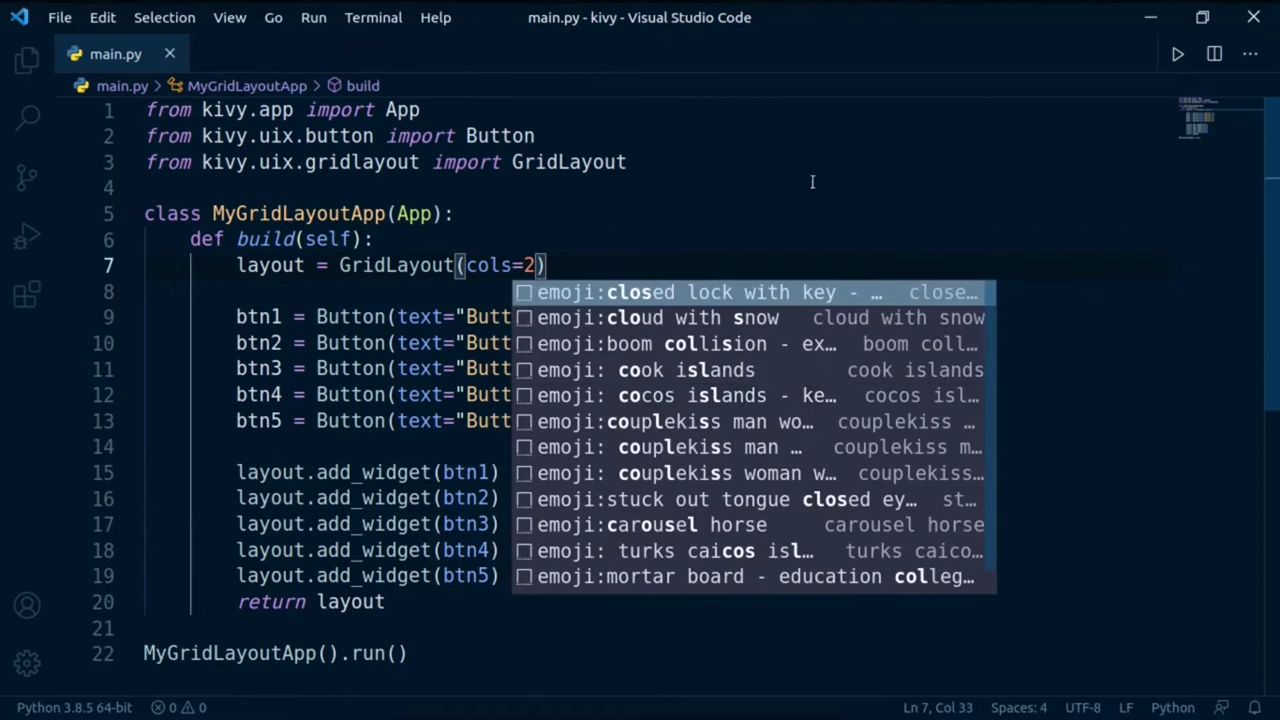 File Edit Selection View Go Run Terminal Help main.py - kivy - Visual Studio Code
main.py
main.py > MyGridLayoutApp > build
1 from kivy.app import App
2 from kivy.uix.button import Button
3 from kivy.uix.gridlayout import GridLayout
4
5 class MyGridLayoutApp(App):
6 def build(self):
7 layout = GridLayout(cols=2)
8 emoji:closed lock with key - … close…
9 btn1 = Button(text="Butt emoji:cloud with snow cloud with snow
10 btn2 = Button(text="Butt emoji:boom collision - ex… boom coll…
11 btn3 = Button(text="Butt emoji: cook islands cook islands
12 btn4 = Button(text="Butt emoji: cocos islands - ke… cocos isl…
13 btn5 = Button(text="Butt emoji:couplekiss man wo… couplekiss …
14 emoji: couplekiss man … couplekiss m…
15 layout.add_widget(btn1) emoji: couplekiss woman w… couplekiss…
16 layout.add_widget(btn2) emoji:stuck out tongue closed ey… st…
17 layout.add_widget(btn3) emoji:carousel horse carousel horse
18 layout.add_widget(btn4) emoji: turks caicos isl… turks caico…
19 layout.add_widget(btn5) emoji:mortar board - education colleg…
20 return layout
21
22 MyGridLayoutApp().run()
Python 3.8.5 64-bit 0 0 Ln 7, Col 33 Spaces: 4 UTF-8 LF Python